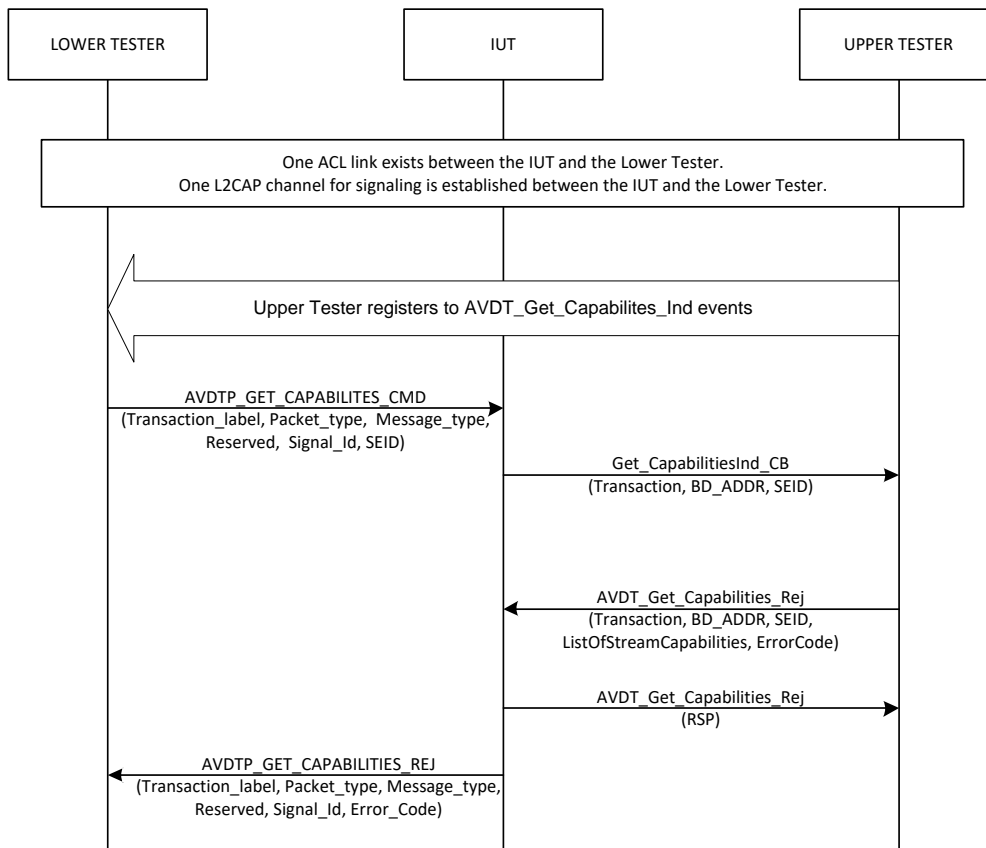 LOWER TESTER
IUT
UPPER TESTER
One ACL link exists between the IUT and the Lower Tester.
One L2CAP channel for signaling is established between the IUT and the Lower Tester.
Upper Tester registers to AVDT_Get_Capabilites_Ind events
AVDTP_GET_CAPABILITES_CMD
(Transaction_label, Packet_type, Message_type,
Reserved, Signal_Id, SEID)
Get_CapabilitiesInd_CB
(Transaction, BD_ADDR, SEID)
AVDT_Get_Capabilities_Rej
(Transaction, BD_ADDR, SEID,
ListOfStreamCapabilities, ErrorCode)
AVDT_Get_Capabilities_Rej
(RSP)
AVDTP_GET_CAPABILITIES_REJ
(Transaction_label, Packet_type, Message_type,
Reserved, Signal_Id, Error_Code)